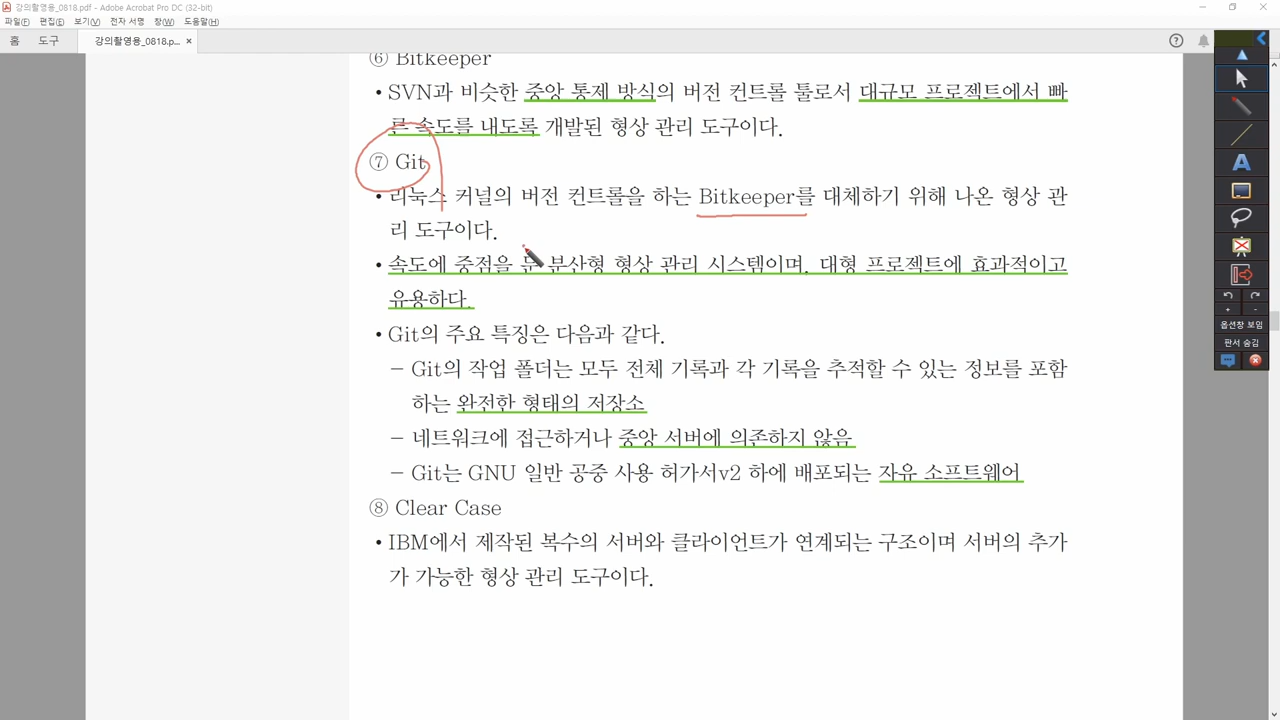 강의촬영용_0818.pdf - Adobe Acrobat Pro DC (32-bit)
파일(F) 편집(E) 보기(V) 전자 서명 창(W) 도움말(H)
홈 도구 강의촬영용_0818.p... ×
⑥ Bitkeeper
• SVN과 비슷한 중앙 통제 방식의 버전 컨트롤 툴로서 대규모 프로젝트에서 빠
른 속도를 내도록 개발된 형상 관리 도구이다.
⑦ Git
• 리눅스 커널의 버전 컨트롤을 하는 Bitkeeper를 대체하기 위해 나온 형상 관
리 도구이다.
• 속도에 중점을 둔 분산형 형상 관리 시스템이며, 대형 프로젝트에 효과적이고
유용하다.
• Git의 주요 특징은 다음과 같다.
– Git의 작업 폴더는 모두 전체 기록과 각 기록을 추적할 수 있는 정보를 포함
하는 완전한 형태의 저장소
– 네트워크에 접근하거나 중앙 서버에 의존하지 않음
– Git는 GNU 일반 공중 사용 허가서v2 하에 배포되는 자유 소프트웨어
⑧ Clear Case
• IBM에서 제작된 복수의 서버와 클라이언트가 연계되는 구조이며 서버의 추가
가 가능한 형상 관리 도구이다.
A
+ -
옵션창 보임
판서 숨김